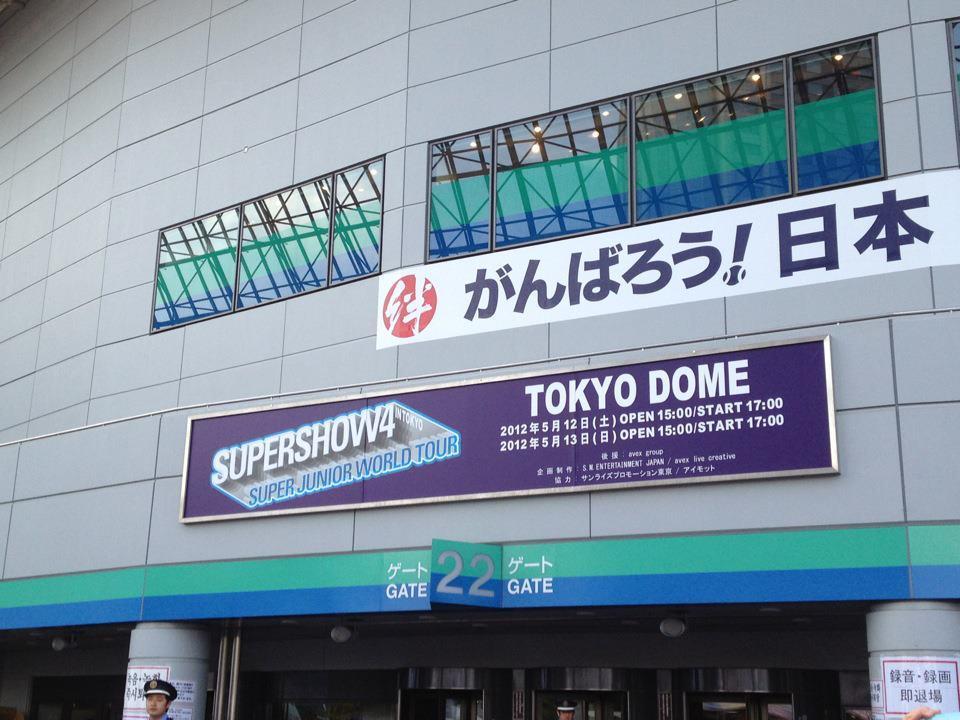 絆 がんばろう! 日本
SUPERSHOW4 IN TOKYO
SUPER JUNIOR WORLD TOUR
TOKYO DOME
2012年5月12日(土) OPEN 15:00/START 17:00
2012年5月13日(日) OPEN 15:00/START 17:00
後援: avex group
企画制作: S.M. ENTERTAINMENT JAPAN / avex live creative
協力: サンライズプロモーション東京 / アイモット
ゲート
GATE
22
ゲート
GATE
録音・録画
即退場